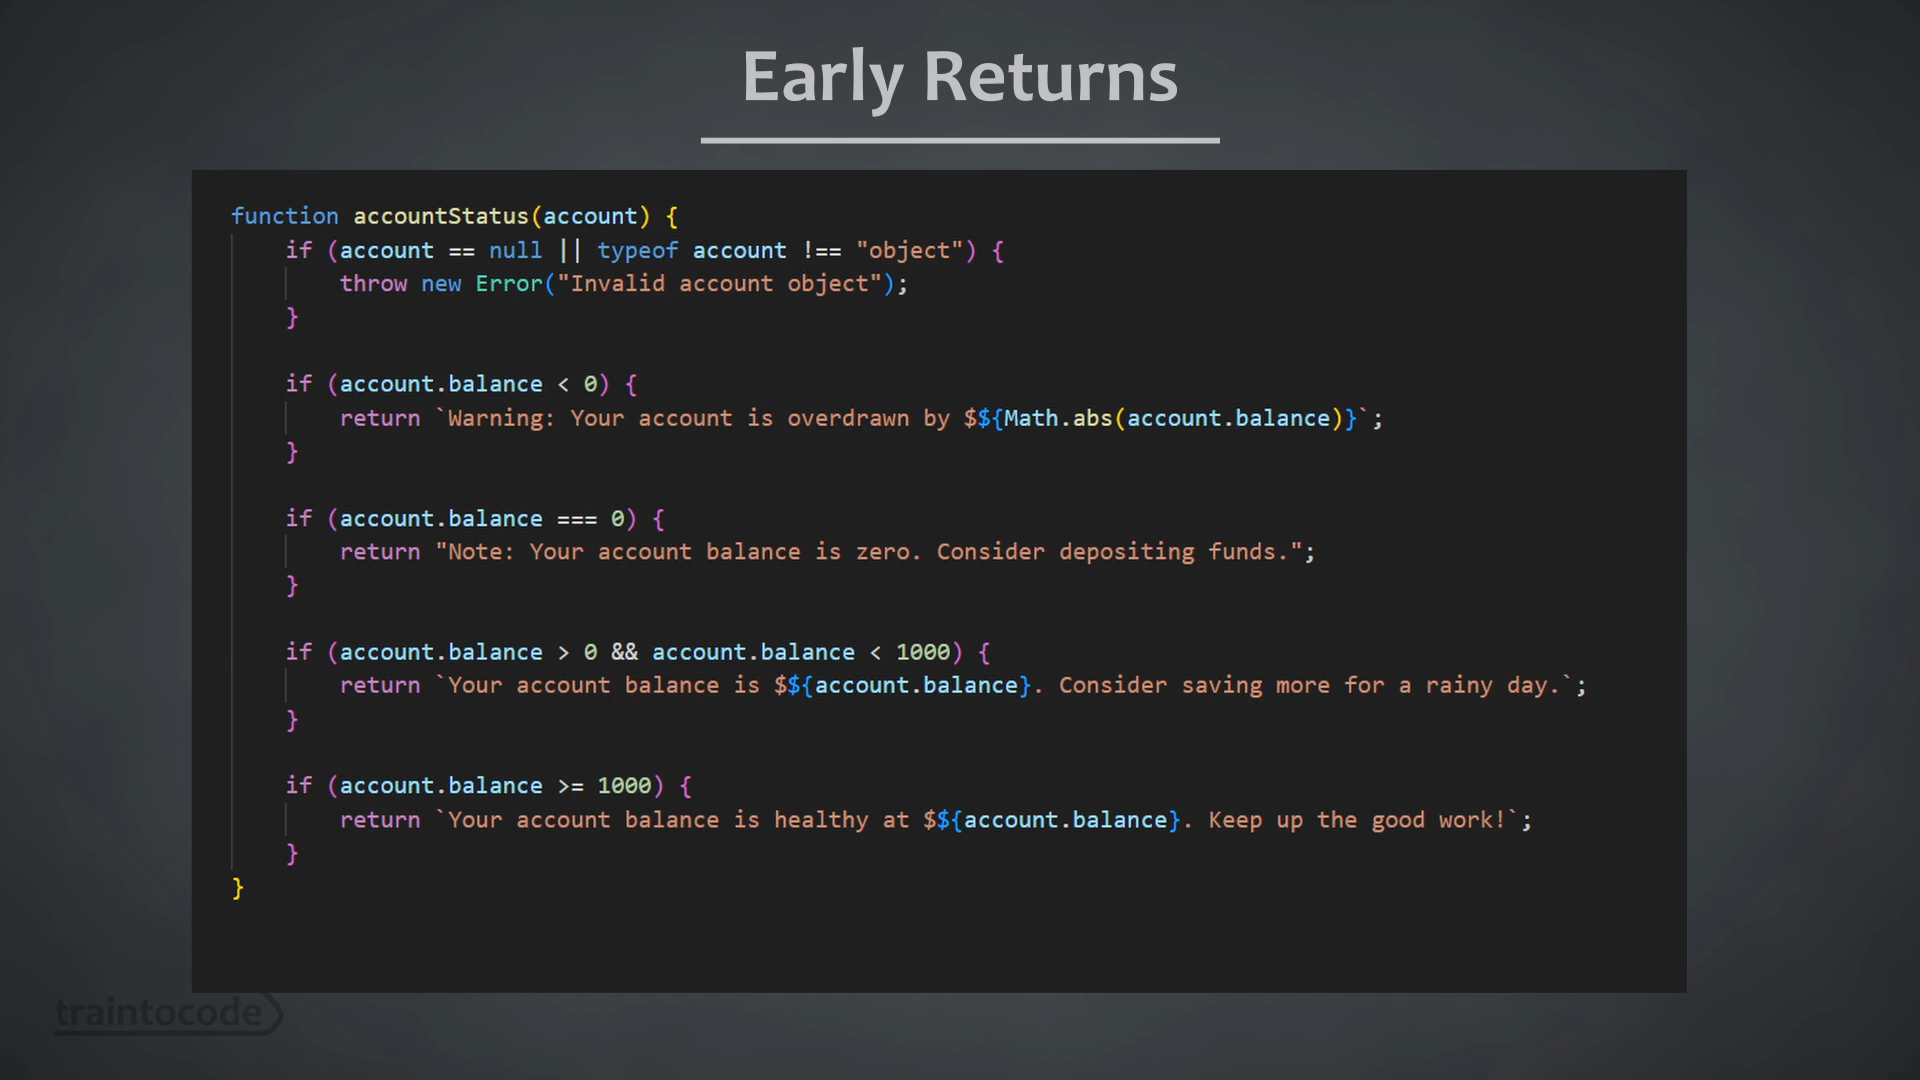 Early Returns
function accountStatus(account) {
if (account == null || typeof account !== "object") {
throw new Error("Invalid account object");
}
if (account.balance < 0) {
return `Warning: Your account is overdrawn by $${Math.abs(account.balance)}`;
}
if (account.balance === 0) {
return "Note: Your account balance is zero. Consider depositing funds.";
}
if (account.balance > 0 && account.balance < 1000) {
return `Your account balance is $${account.balance}. Consider saving more for a rainy day.`;
}
if (account.balance >= 1000) {
return `Your account balance is healthy at $${account.balance}. Keep up the good work!`;
}
}
traintocode